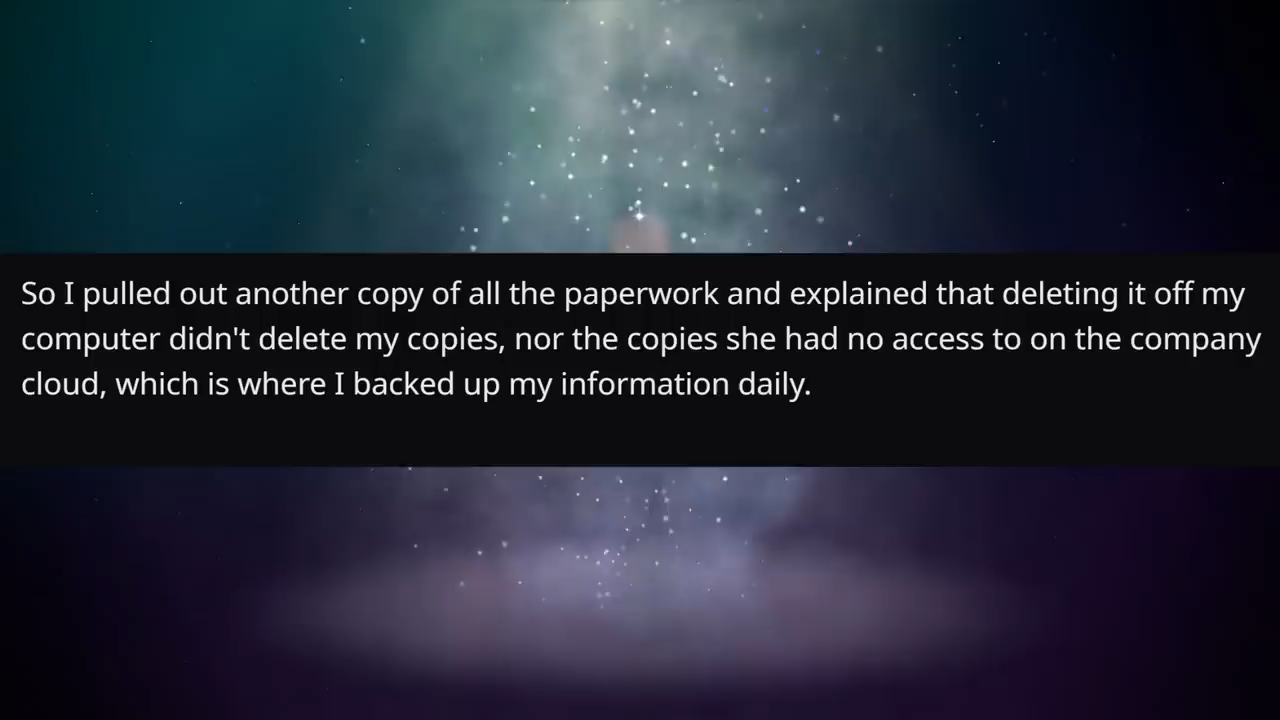 So I pulled out another copy of all the paperwork and explained that deleting it off my
computer didn't delete my copies, nor the copies she had no access to on the company
cloud, which is where I backed up my information daily.